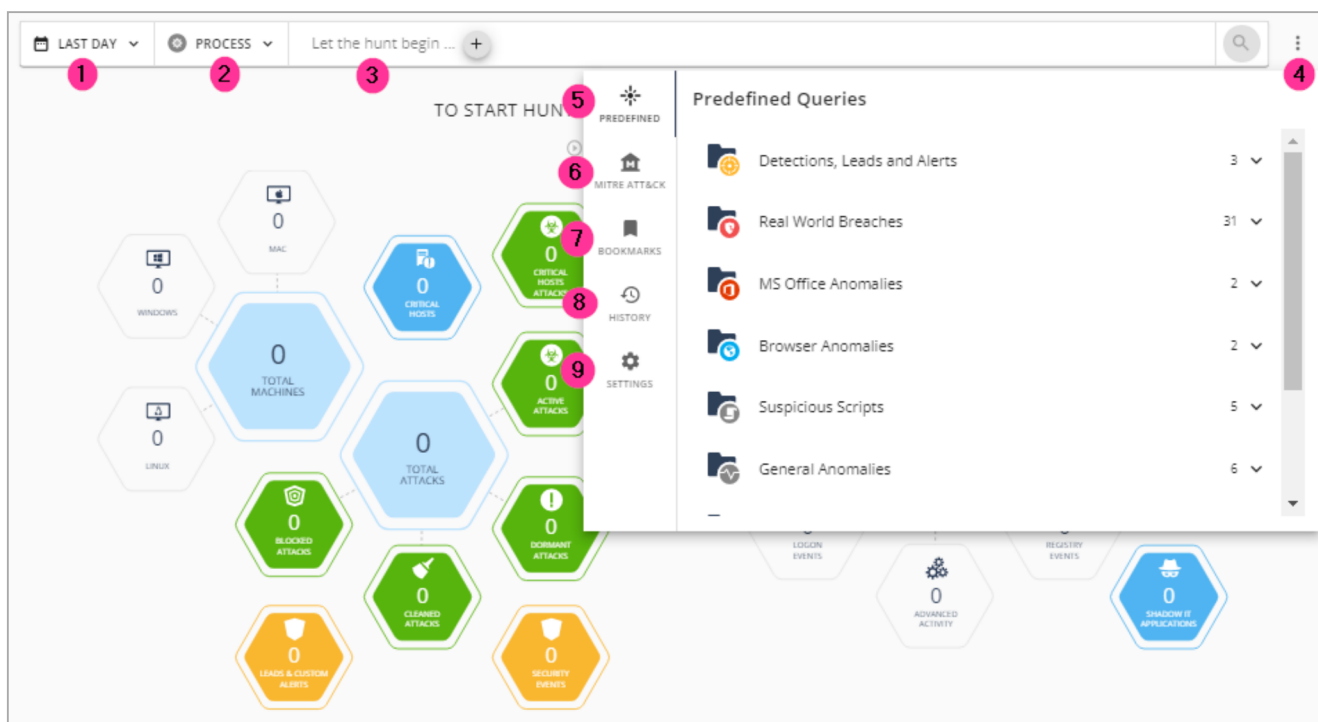 LAST DAY
PROCESS
Let the hunt begin ...
+
1
2
3
4
TO START HUN
5
PREDEFINED
Predefined Queries
6
MITRE ATT&CK
Detections, Leads and Alerts
3
7
BOOKMARKS
Real World Breaches
31
8
HISTORY
MS Office Anomalies
2
9
SETTINGS
Browser Anomalies
2
Suspicious Scripts
5
General Anomalies
6
0
MAC
0
WINDOWS
0
CRITICAL
HOSTS
0
CRITICAL
HOSTS
ATTACKS
0
TOTAL
MACHINES
0
ACTIVE
ATTACKS
0
LINUX
0
TOTAL
ATTACKS
0
BLOCKED
ATTACKS
0
DORMANT
ATTACKS
0
CLEANED
ATTACKS
LOGON
EVENTS
REGISTRY
EVENTS
0
ADVANCED
ACTIVITY
0
SHADOW IT
APPLICATIONS
0
LEADS & CUSTOM
ALERTS
0
SECURITY
EVENTS